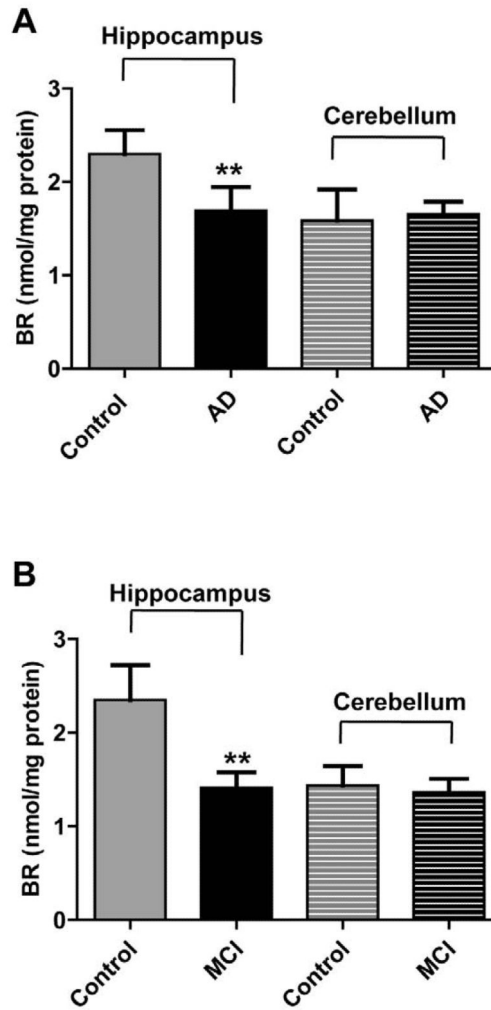 A
Hippocampus
Cerebellum
**
BR (nmol/mg protein)
3
2
1
0
Control
AD
Control
AD
B
Hippocampus
Cerebellum
**
BR (nmol/mg protein)
3
2
1
0
Control
MCI
Control
MCI